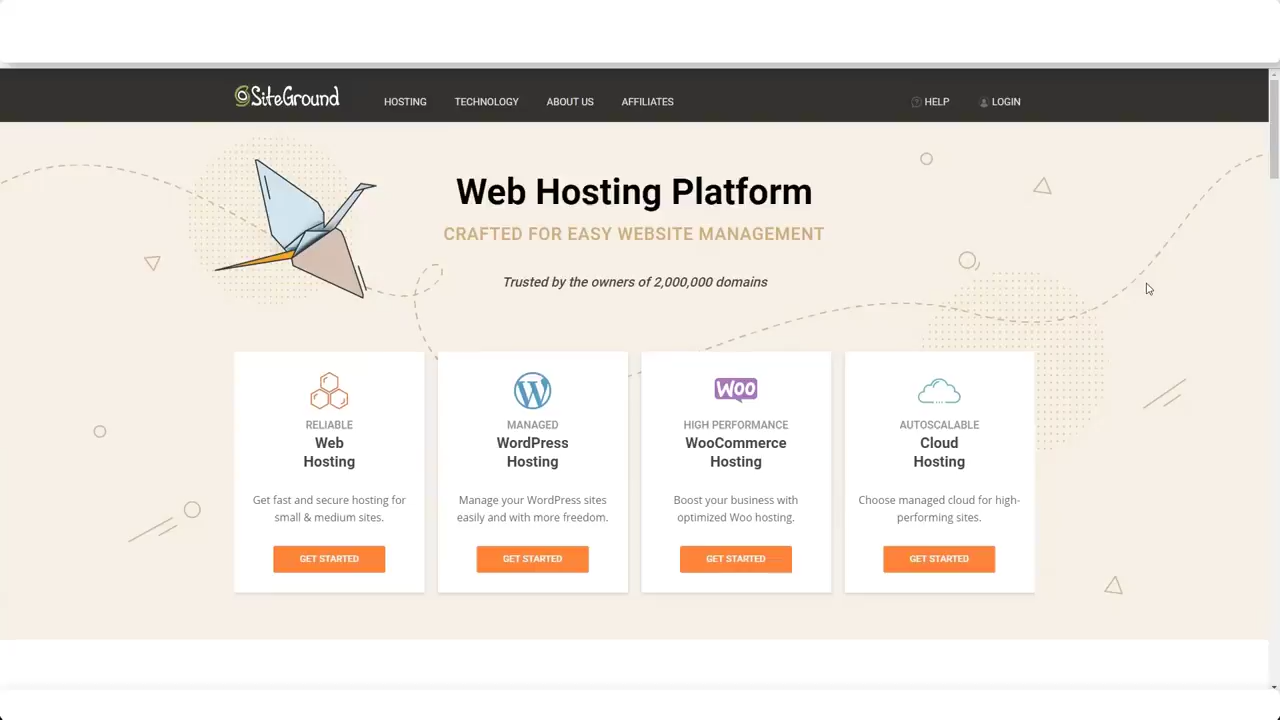 SiteGround
HOSTING
TECHNOLOGY
ABOUT US
AFFILIATES
HELP
LOGIN
Web Hosting Platform
CRAFTED FOR EASY WEBSITE MANAGEMENT
Trusted by the owners of 2,000,000 domains
RELIABLE
Web
Hosting
Get fast and secure hosting for
small & medium sites.
GET STARTED
MANAGED
WordPress
Hosting
Manage your WordPress sites
easily and with more freedom.
GET STARTED
WOO
HIGH PERFORMANCE
WooCommerce
Hosting
Boost your business with
optimized Woo hosting.
GET STARTED
AUTOSCALABLE
Cloud
Hosting
Choose managed cloud for high-
performing sites.
GET STARTED